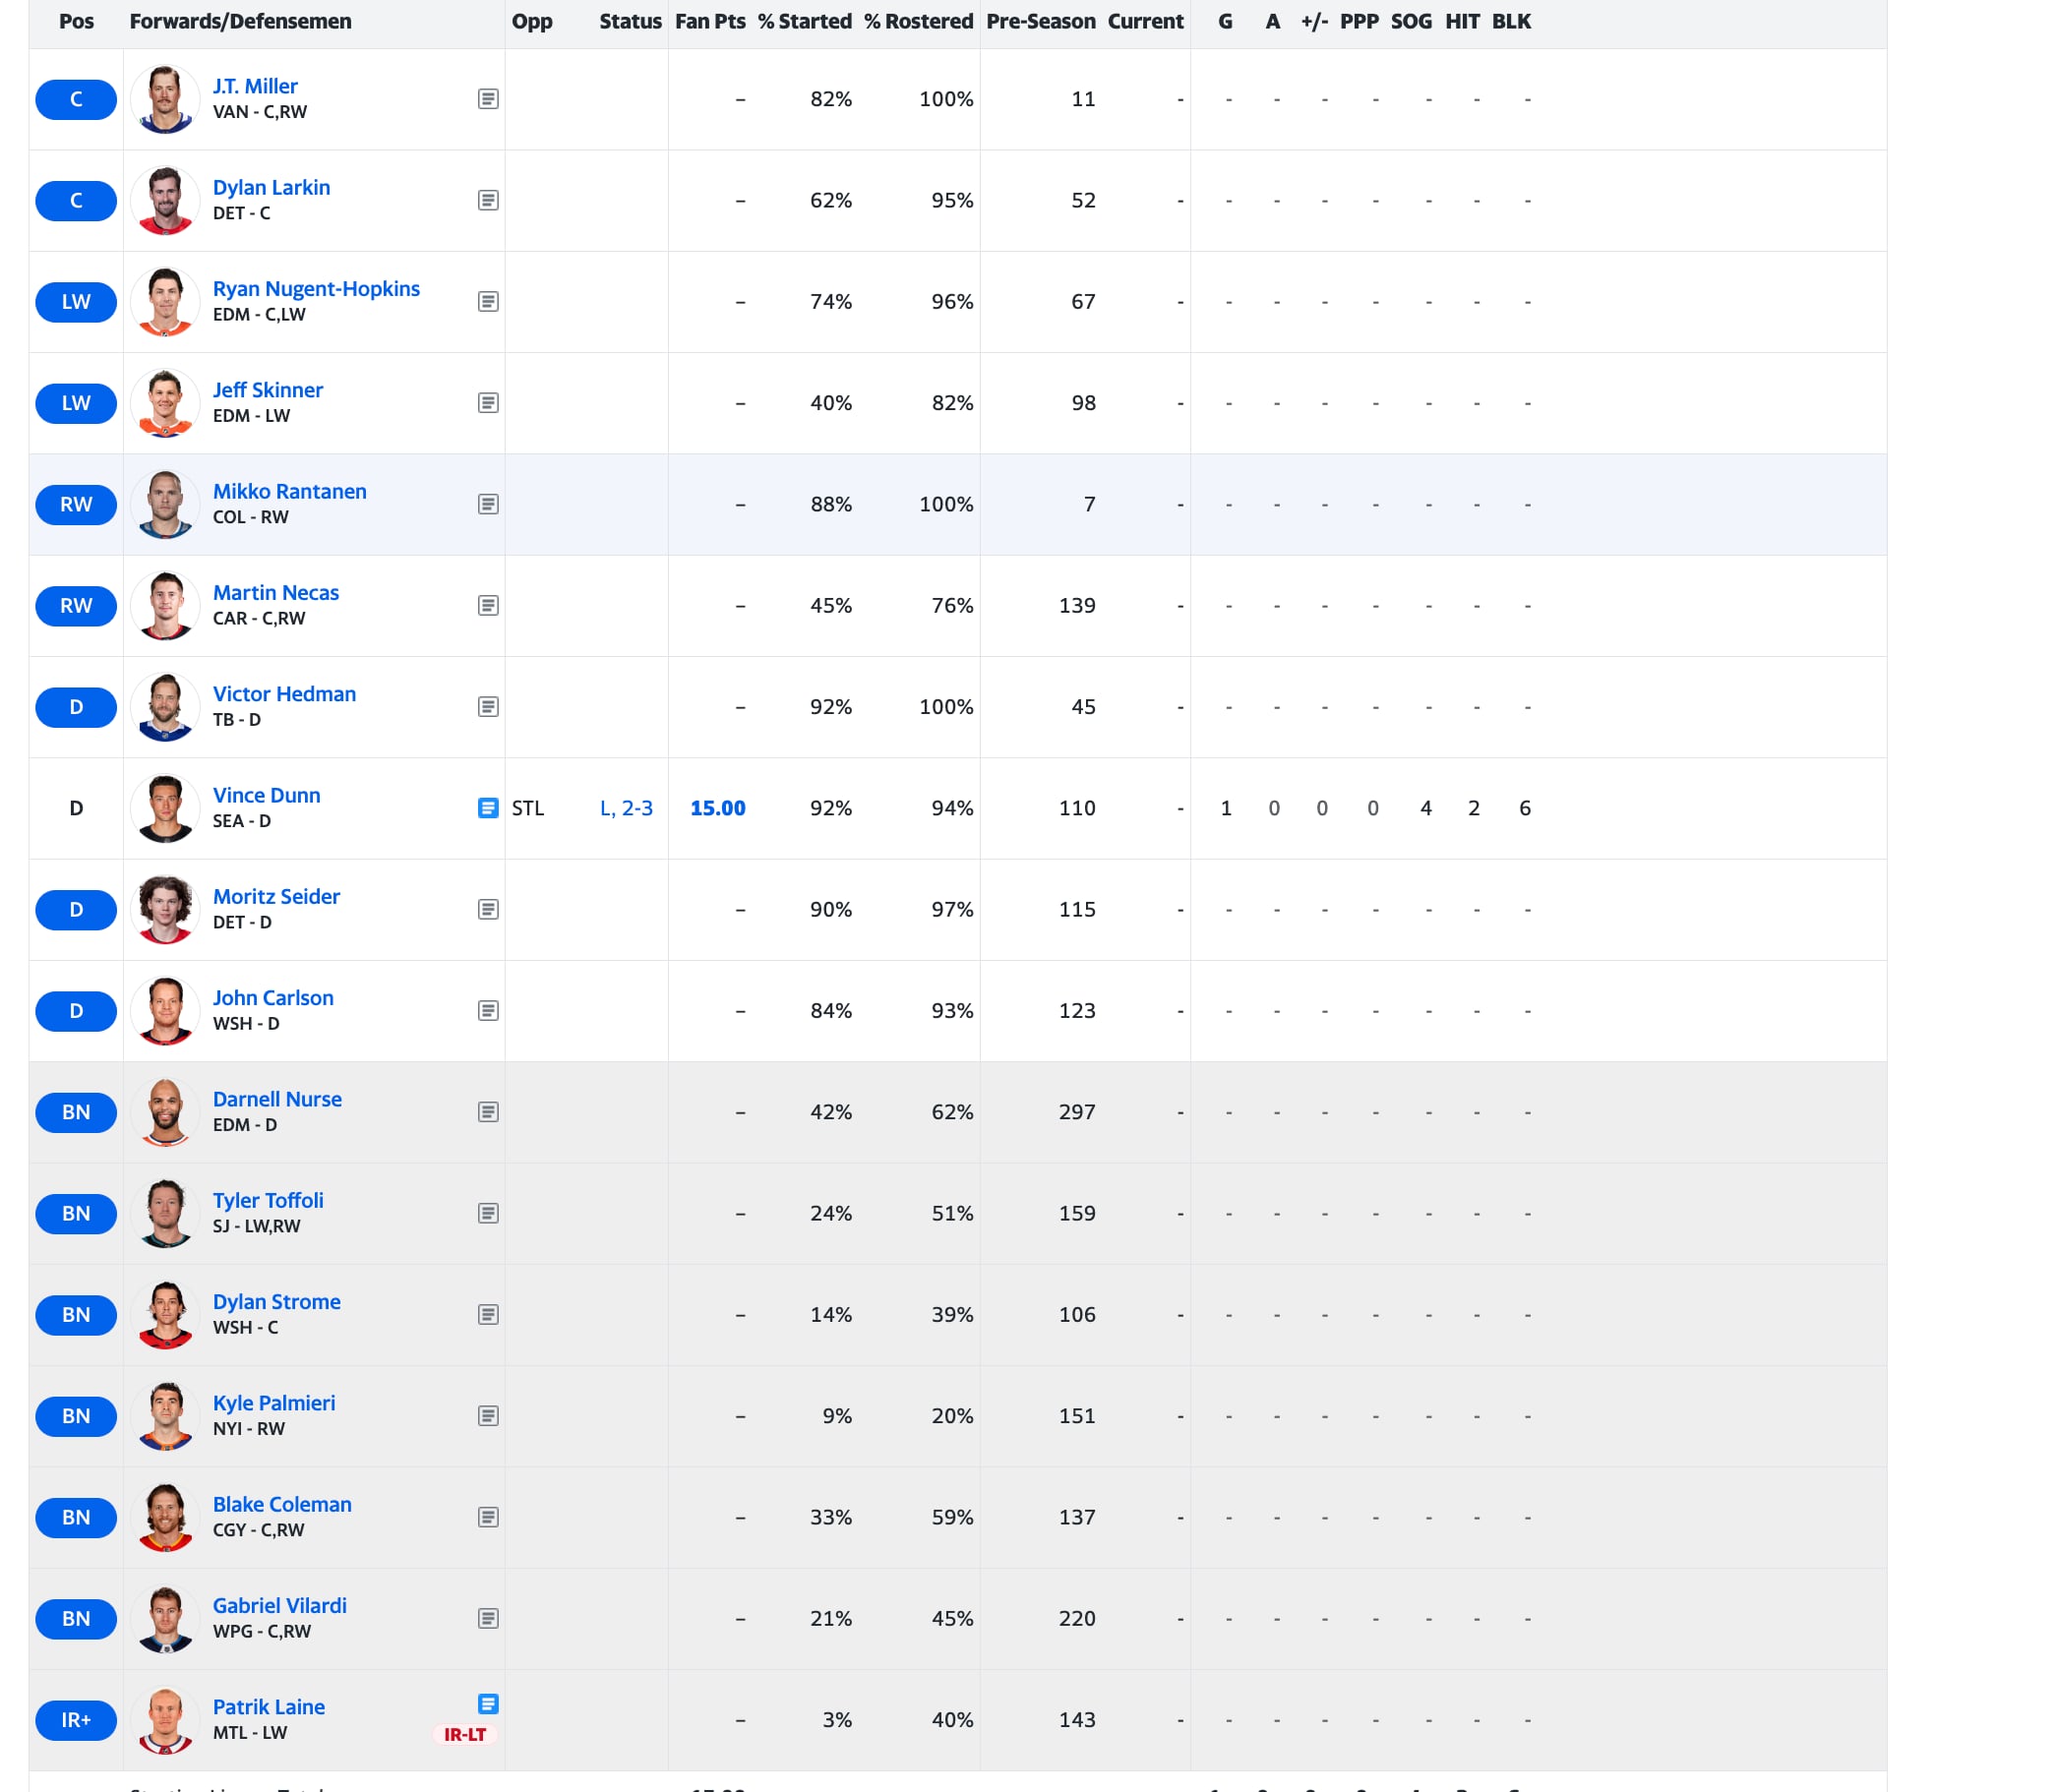 Pos Forwards/Defensemen Opp Status Fan Pts % Started % Rostered Pre-Season Current G A +/- PPP SOG HIT BLK
C J.T. Miller – 82% 100% 11 - - - - - - - -
VAN - C,RW
C Dylan Larkin – 62% 95% 52 - - - - - - - -
DET - C
LW Ryan Nugent-Hopkins – 74% 96% 67 - - - - - - - -
EDM - C,LW
LW Jeff Skinner – 40% 82% 98 - - - - - - - -
EDM - LW
RW Mikko Rantanen – 88% 100% 7 - - - - - - - -
COL - RW
RW Martin Necas – 45% 76% 139 - - - - - - - -
CAR - C,RW
D Victor Hedman – 92% 100% 45 - - - - - - - -
TB - D
D Vince Dunn STL L, 2-3 15.00 92% 94% 110 - 1 0 0 0 4 2 6
SEA - D
D Moritz Seider – 90% 97% 115 - - - - - - - -
DET - D
D John Carlson – 84% 93% 123 - - - - - - - -
WSH - D
BN Darnell Nurse – 42% 62% 297 - - - - - - - -
EDM - D
BN Tyler Toffoli – 24% 51% 159 - - - - - - - -
SJ - LW,RW
BN Dylan Strome – 14% 39% 106 - - - - - - - -
WSH - C
BN Kyle Palmieri – 9% 20% 151 - - - - - - - -
NYI - RW
BN Blake Coleman – 33% 59% 137 - - - - - - - -
CGY - C,RW
BN Gabriel Vilardi – 21% 45% 220 - - - - - - - -
WPG - C,RW
IR+ Patrik Laine – 3% 40% 143 - - - - - - - -
MTL - LW IR-LT